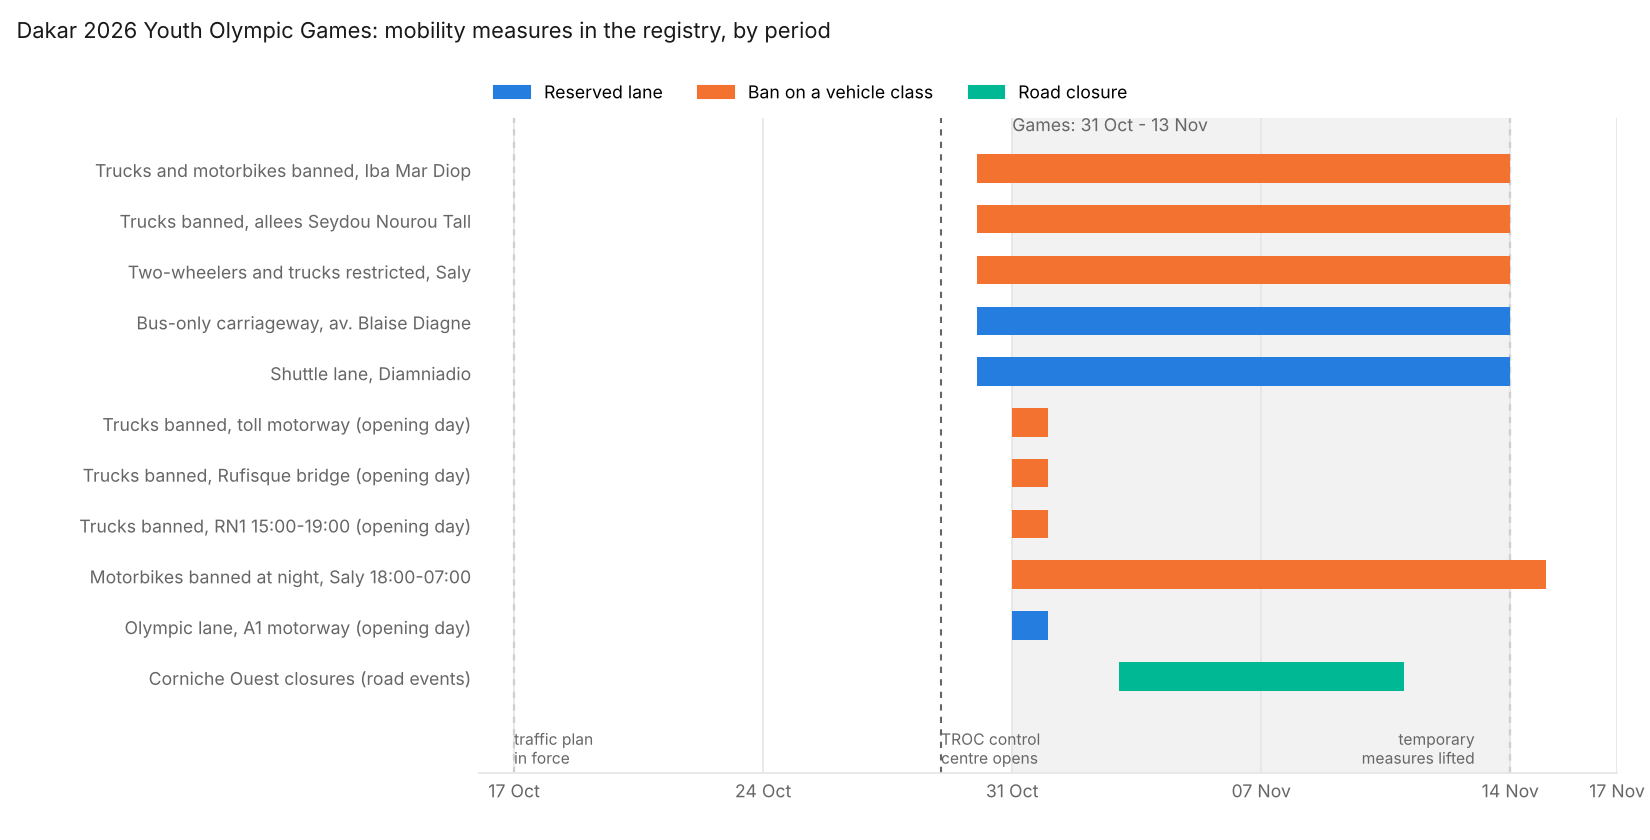 Dakar 2026 Youth Olympic Games: mobility measures in the registry, by period
Reserved lane
Ban on a vehicle class
Road closure
Games: 31 Oct - 13 Nov
Trucks and motorbikes banned, Iba Mar Diop
Trucks banned, allees Seydou Nourou Tall
Two-wheelers and trucks restricted, Saly
Bus-only carriageway, av. Blaise Diagne
Shuttle lane, Diamniadio
Trucks banned, toll motorway (opening day)
Trucks banned, Rufisque bridge (opening day)
Trucks banned, RN1 15:00-19:00 (opening day)
Motorbikes banned at night, Saly 18:00-07:00
Olympic lane, A1 motorway (opening day)
Corniche Ouest closures (road events)
traffic plan
in force
TROC control
centre opens
temporary
measures lifted
17 Oct
24 Oct
31 Oct
07 Nov
14 Nov
17 Nov